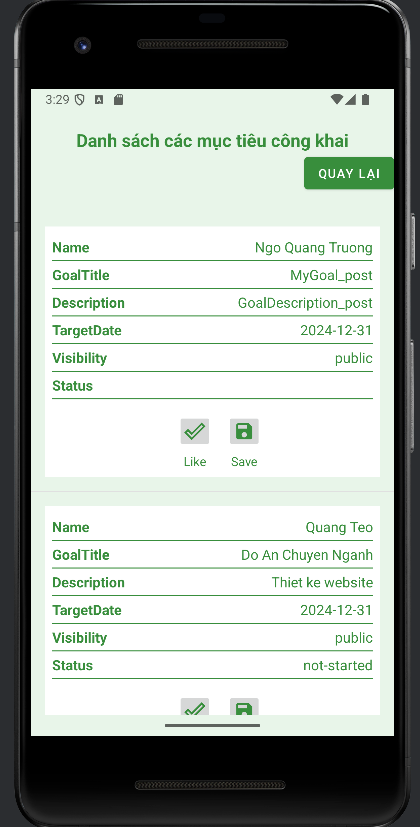 3:29
Danh sách các mục tiêu công khai
QUAY LẠI
Name Ngo Quang Truong
GoalTitle MyGoal_post
Description GoalDescription_post
TargetDate 2024-12-31
Visibility public
Status
Like Save
Name Quang Teo
GoalTitle Do An Chuyen Nganh
Description Thiet ke website
TargetDate 2024-12-31
Visibility public
Status not-started